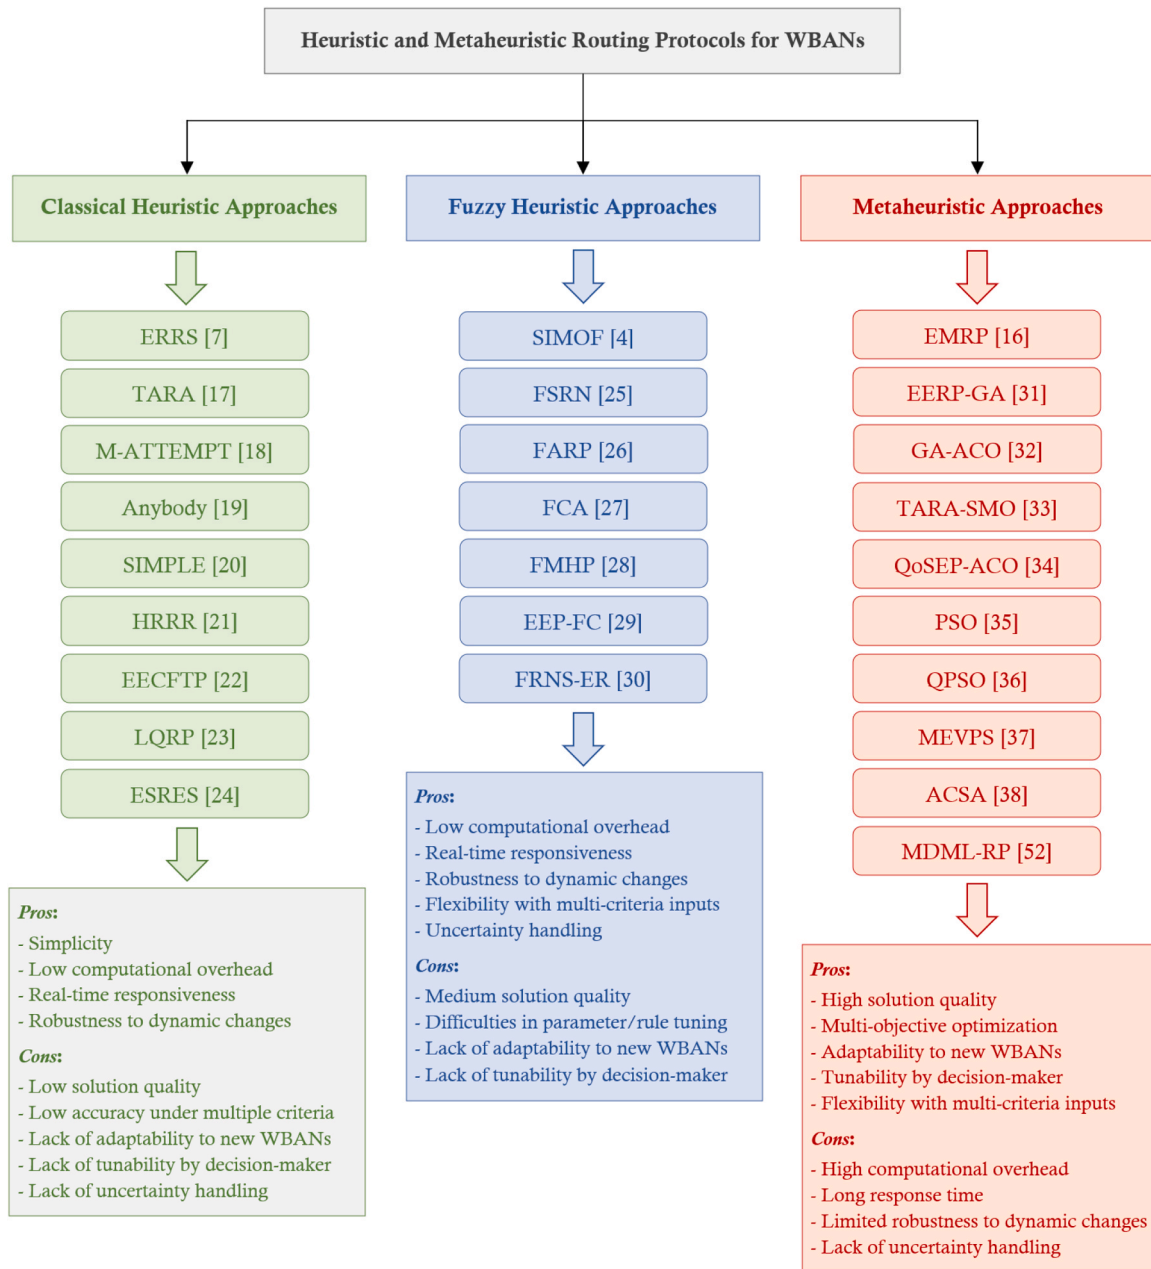 Heuristic and Metaheuristic Routing Protocols for WBANs
Classical Heuristic Approaches
ERRS [7]
TARA [17]
M-ATTEMPT [18]
Anybody [19]
SIMPLE [20]
HRRR [21]
EECFTP [22]
LQRP [23]
ESRES [24]
Pros:
- Simplicity
- Low computational overhead
- Real-time responsiveness
- Robustness to dynamic changes
Cons:
- Low solution quality
- Low accuracy under multiple criteria
- Lack of adaptability to new WBANs
- Lack of tunability by decision-maker
- Lack of uncertainty handling
Fuzzy Heuristic Approaches
SIMOF [4]
FSRN [25]
FARP [26]
FCA [27]
FMHP [28]
EEP-FC [29]
FRNS-ER [30]
Pros:
- Low computational overhead
- Real-time responsiveness
- Robustness to dynamic changes
- Flexibility with multi-criteria inputs
- Uncertainty handling
Cons:
- Medium solution quality
- Difficulties in parameter/rule tuning
- Lack of adaptability to new WBANs
- Lack of tunability by decision-maker
Metaheuristic Approaches
EMRP [16]
EERP-GA [31]
GA-ACO [32]
TARA-SMO [33]
QoSEP-ACO [34]
PSO [35]
QPSO [36]
MEVPS [37]
ACSA [38]
MDML-RP [52]
Pros:
- High solution quality
- Multi-objective optimization
- Adaptability to new WBANs
- Tunability by decision-maker
- Flexibility with multi-criteria inputs
Cons:
- High computational overhead
- Long response time
- Limited robustness to dynamic changes
- Lack of uncertainty handling